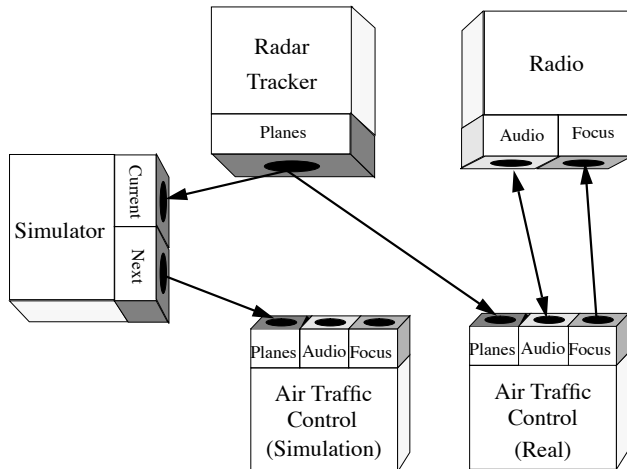 Radar
Tracker
Planes
Radio
Audio
Focus
Simulator
Current
Next
Planes
Audio
Focus
Air Traffic
Control
(Simulation)
Planes
Audio
Focus
Air Traffic
Control
(Real)